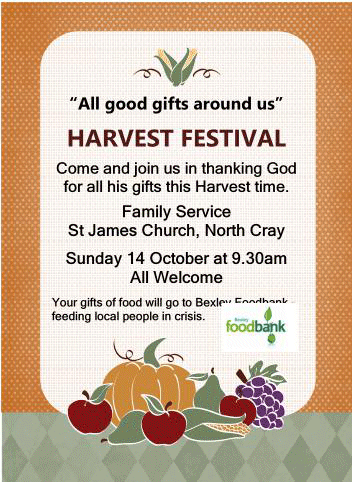 “All good gifts around us”
HARVEST FESTIVAL
Come and join us in thanking God
for all his gifts this Harvest time.
Family Service
St James Church, North Cray
Sunday 14 October at 9.30am
All Welcome
Your gifts of food will go to Bexley Foodbank -
feeding local people in crisis.
Bexley
foodbank